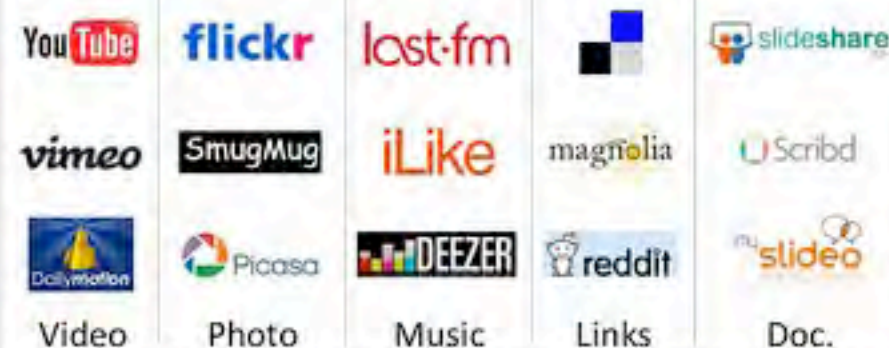 YouTube flickr last·fm slideshare
vimeo SmugMug iLike magnolia Scribd
Dailymotion Picasa DEEZER reddit my slideo
Video Photo Music Links Doc.